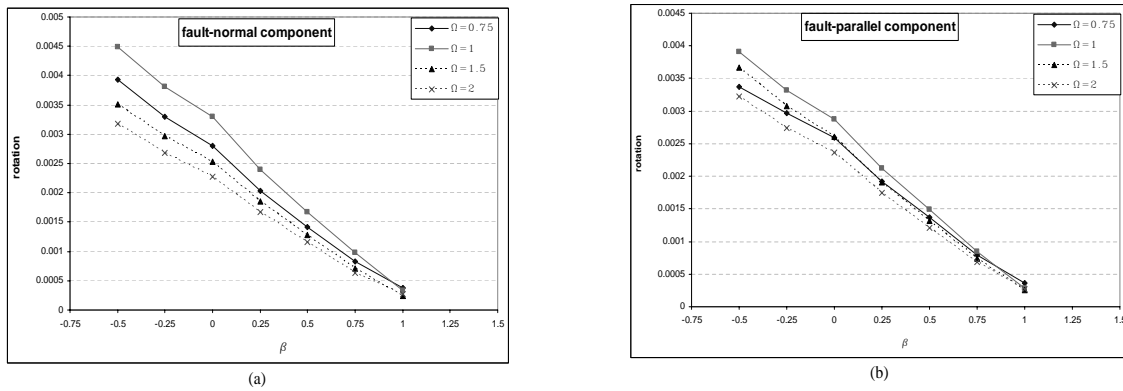 fault-normal component
Ω=0.75
Ω=1
Ω=1.5
Ω=2
0.005
0.0045
0.004
0.0035
0.003
0.0025
0.002
0.0015
0.001
0.0005
0
rotation
-0.75 -0.5 -0.25 0 0.25 0.5 0.75 1 1.5
β
(a)
fault-parallel component
Ω=0.75
Ω=1
Ω=1.5
Ω=2
0.0045
0.004
0.0035
0.003
0.0025
0.002
0.0015
0.001
0.0005
0
rotation
-0.75 -0.5 -0.25 0 0.25 0.5 0.75 1 1.5
β
(b)